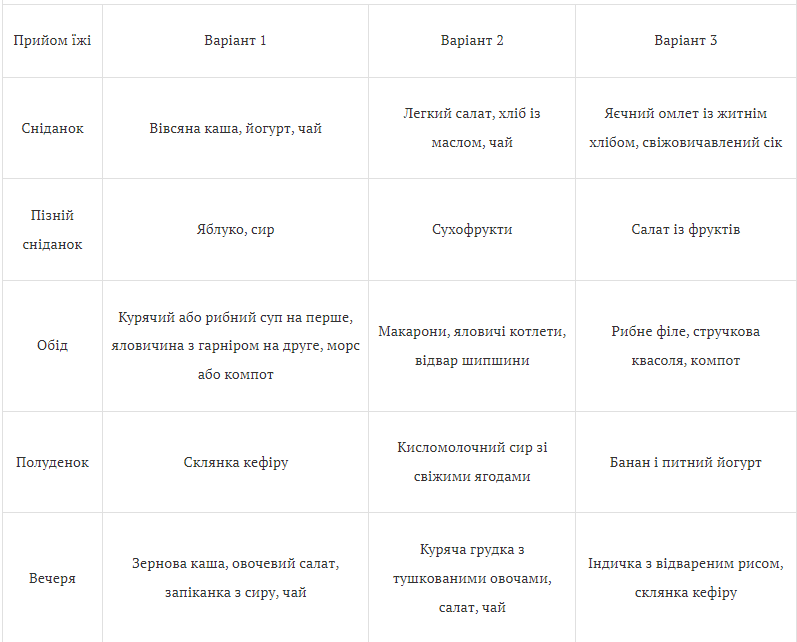 Прийом їжі
Варіант 1
Варіант 2
Варіант 3
Сніданок
Вівсяна каша, йогурт, чай
Легкий салат, хліб із
маслом, чай
Яєчний омлет із житнім
хлібом, свіжовичавлений сік
Пізній
сніданок
Яблуко, сир
Сухофрукти
Салат із фруктів
Обід
Курячий або рибний суп на перше,
яловичина з гарніром на друге, морс
або компот
Макарони, яловичі котлети,
відвар шипшини
Рибне філе, стручкова
квасоля, компот
Полуденок
Склянка кефіру
Кисломолочний сир зі
свіжими ягодами
Банан і питний йогурт
Вечеря
Зернова каша, овочевий салат,
запіканка з сиру, чай
Куряча грудка з
тушкованими овочами,
салат, чай
Індичка з відвареним рисом,
склянка кефіру